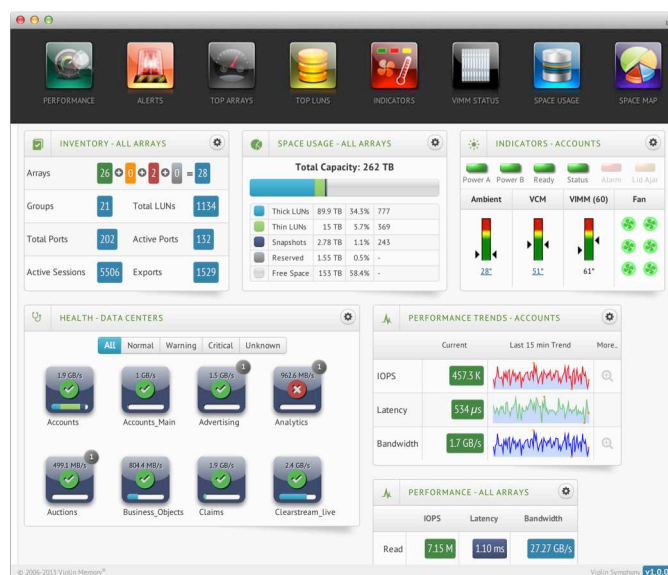 PERFORMANCE ALERTS TOP ARRAYS TOP LUNS INDICATORS VIMM STATUS SPACE USAGE SPACE MAP
INVENTORY - ALL ARRAYS
Arrays 26 0 2 0 = 28
Groups 21 Total LUNs 1134
Total Ports 202 Active Ports 132
Active Sessions 5506 Exports 1529
SPACE USAGE - ALL ARRAYS
Total Capacity: 262 TB
Thick LUNs 89.9 TB 34.3% 777
Thin LUNs 15 TB 5.7% 369
Snapshots 2.78 TB 1.1% 243
Reserved 1.55 TB 0.5% -
Free Space 153 TB 58.4% -
INDICATORS - ACCOUNTS
Power A Power B Ready Status Alarm Lid Ajar
Ambient VCM VIMM (60) Fan
28° 51° 61°
HEALTH - DATA CENTERS
All Normal Warning Critical Unknown
1.9 GB/s 1 GB/s 1.5 GB/s 1 962.6 MB/s 1
Accounts Accounts_Main Advertising Analytics
499.1 MB/s 1 804.4 MB/s 1.9 GB/s 2.4 GB/s
Auctions Business_Objects Claims Clearstream_live
PERFORMANCE TRENDS - ACCOUNTS
Current Last 15 min Trend More..
IOPS 457.3 K
Latency 534 µs
Bandwidth 1.7 GB/s
PERFORMANCE - ALL ARRAYS
IOPS Latency Bandwidth
Read 7.15 M 1.10 ms 27.27 GB/s
© 2006-2013 Violin Memory® Violin Symphony v1.0.0